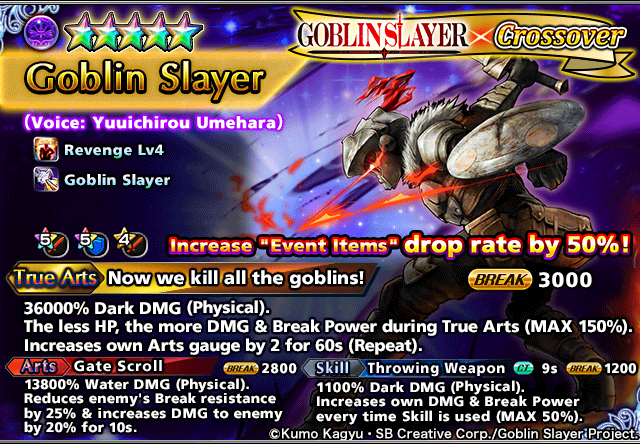 GOBLIN SLAYER × Crossover
Goblin Slayer
(Voice: Yuuichirou Umehara)
Revenge Lv4
Goblin Slayer
5 5 4
Increase "Event Items" drop rate by 50%!
True Arts Now we kill all the goblins! BREAK 3000
36000% Dark DMG (Physical).
The less HP, the more DMG & Break Power during True Arts (MAX 150%).
Increases own Arts gauge by 2 for 60s (Repeat).
Arts Gate Scroll BREAK 2800
13800% Water DMG (Physical).
Reduces enemy's Break resistance
by 25% & increases DMG to enemy
by 20% for 10s.
Skill Throwing Weapon C.T. 9s BREAK 1200
1100% Dark DMG (Physical).
Increases own DMG & Break Power
every time Skill is used (MAX 50%).
©Kumo Kagyu・SB Creative Corp./Goblin Slayer Project.